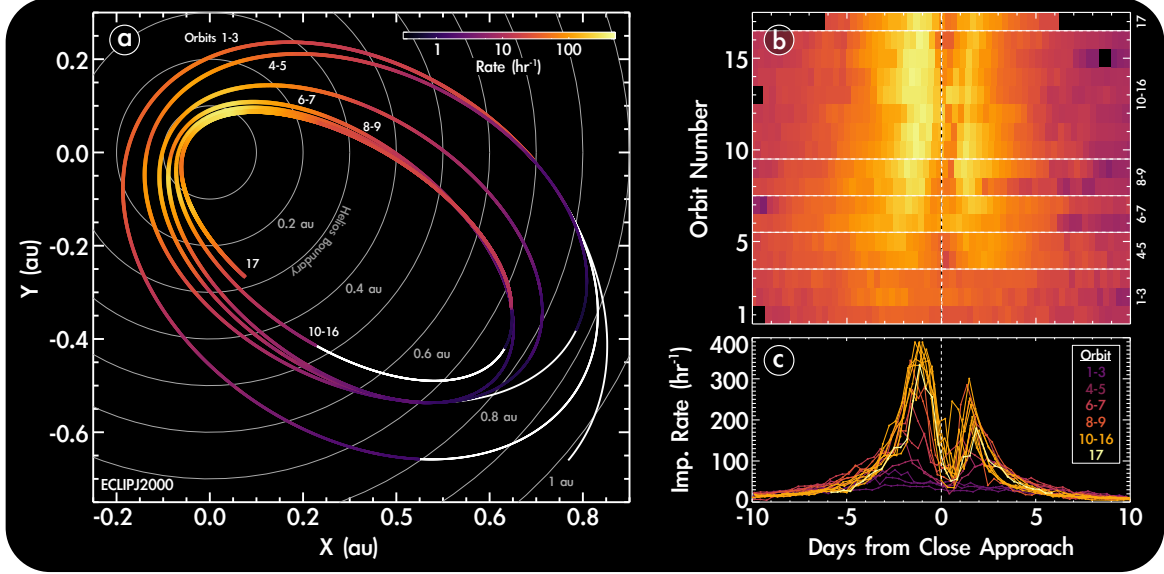 a
Orbits 1-3
4-5
6-7
8-9
10-16
17
1
10
100
Rate (hr⁻¹)
0.2 au
Helios Boundary
0.4 au
0.6 au
0.8 au
1 au
ECLIPJ2000
0.2
0.0
-0.2
-0.4
-0.6
Y (au)
-0.2
0.0
0.2
0.4
0.6
0.8
X (au)
b
15
10
5
1
Orbit Number
17
10-16
8-9
6-7
4-5
1-3
c
400
300
200
100
0
Imp. Rate (hr⁻¹)
Orbit
1-3
4-5
6-7
8-9
10-16
17
-10
-5
0
5
10
Days from Close Approach